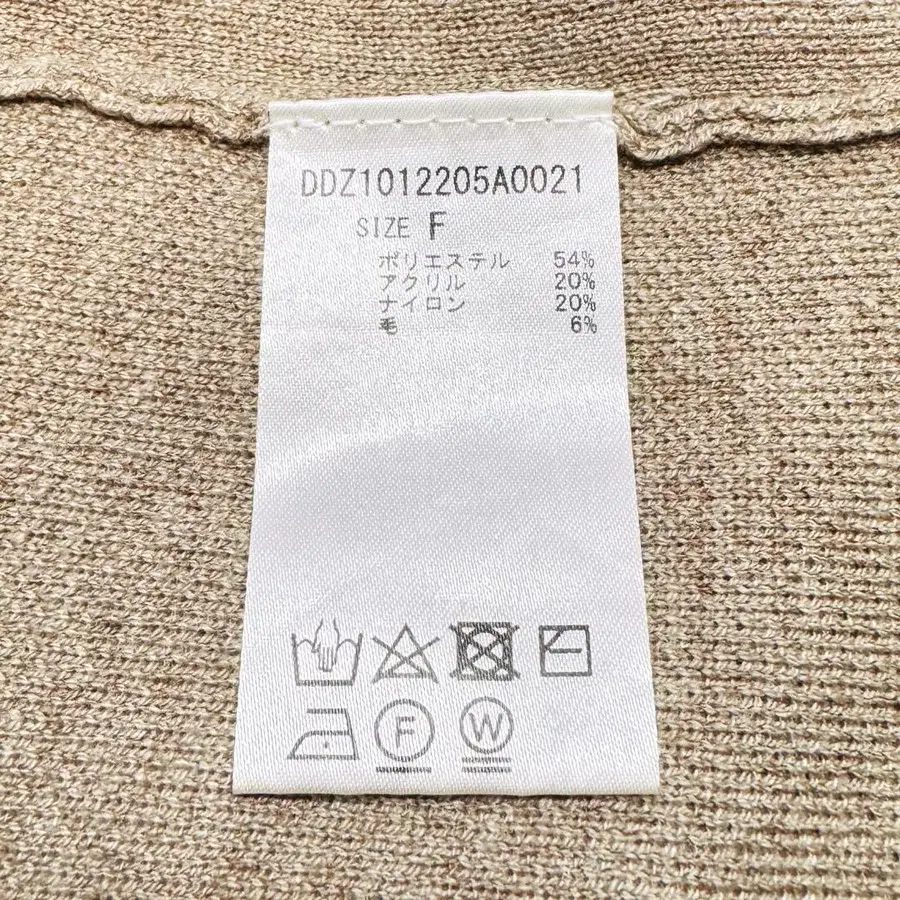 DDZ1012205A0021
SIZE F
ポリエステル 54%
アクリル 20%
ナイロン 20%
毛 6%
F W